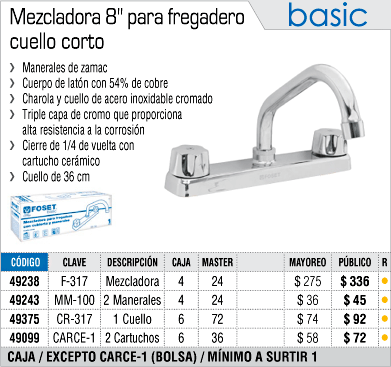 Mezcladora 8" para fregadero
cuello corto
basic
Manerales de zamac
Cuerpo de latón con 54% de cobre
Charola y cuello de acero inoxidable cromado
Triple capa de cromo que proporciona
alta resistencia a la corrosión
Cierre de 1/4 de vuelta con
cartucho cerámico
Cuello de 36 cm
FOSET
Mezcladora para fregadero
CÓDIGO CLAVE DESCRIPCIÓN CAJA MASTER MAYOREO PÚBLICO R
49238 F-317 Mezcladora 4 24 $ 275 $ 336
49243 MM-100 2 Manerales 4 24 $ 36 $ 45
49375 CR-317 1 Cuello 6 72 $ 74 $ 92
49099 CARCE-1 2 Cartuchos 6 36 $ 58 $ 72
CAJA / EXCEPTO CARCE-1 (BOLSA) / MÍNIMO A SURTIR 1